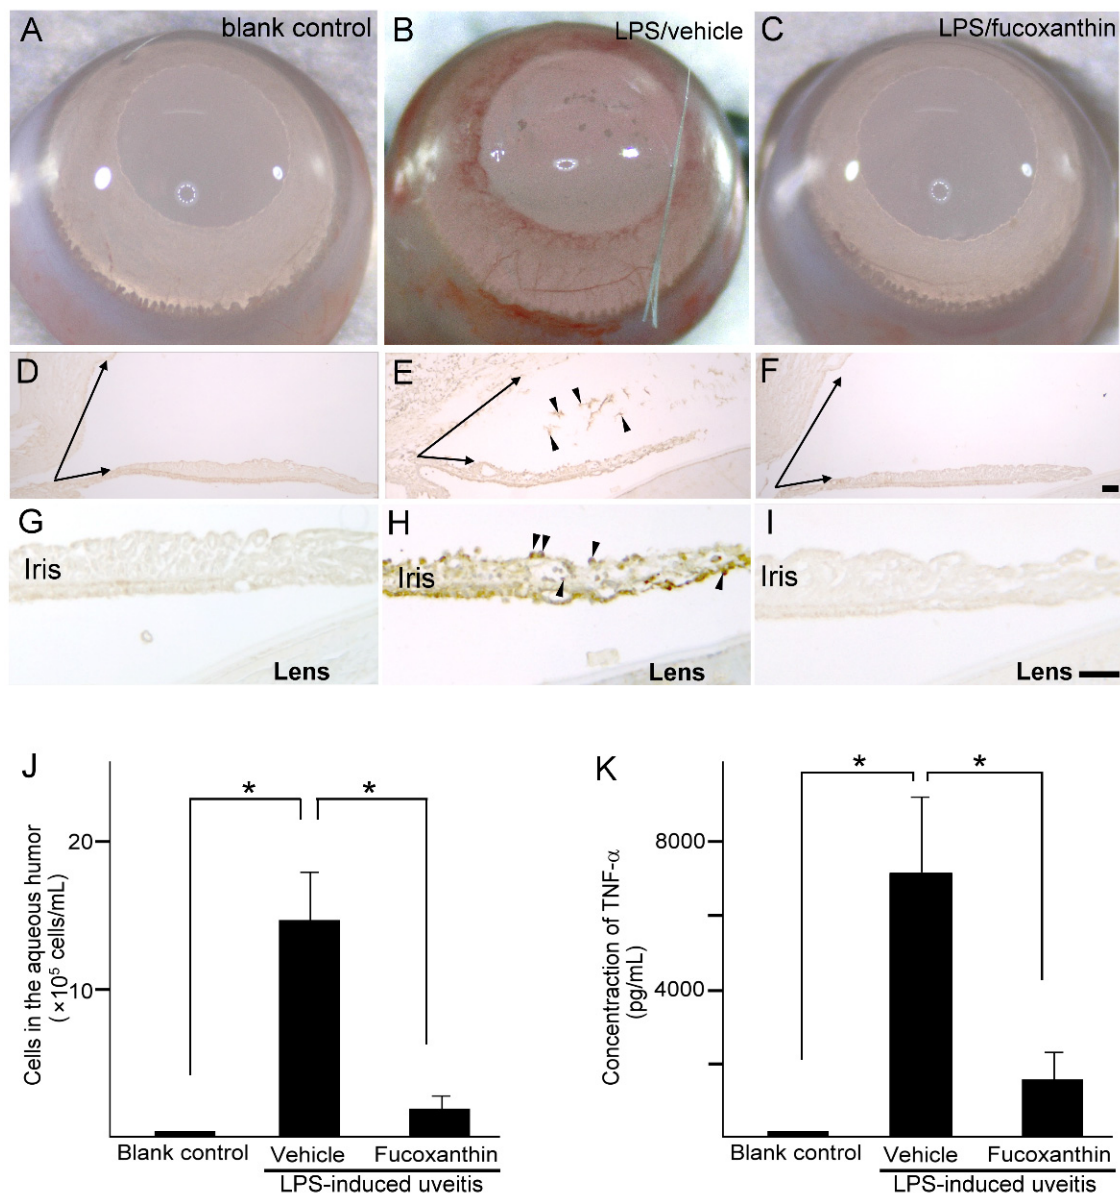 A
blank control
B
LPS/vehicle
C
LPS/fucoxanthin
D
E
F
G
Iris
Lens
H
Iris
Lens
I
Iris
Lens
J
Cells in the aqueous humor
(×10⁵ cells/mL)
20
10
*
*
Blank control
Vehicle
Fucoxanthin
LPS-induced uveitis
K
Concentraction of TNF-α
(pg/mL)
8000
4000
*
*
Blank control
Vehicle
Fucoxanthin
LPS-induced uveitis